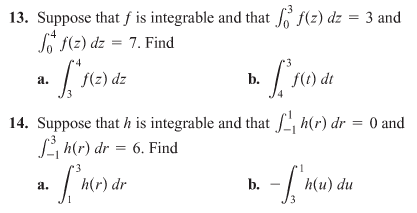 13. Suppose that f is integrable and that ∫₀³ f(z) dz = 3 and
∫₀⁴ f(z) dz = 7. Find
a. ∫₃⁴ f(z) dz b. ∫₄³ f(t) dt
14. Suppose that h is integrable and that ∫₋₁¹ h(r) dr = 0 and
∫₋₁³ h(r) dr = 6. Find
a. ∫₁³ h(r) dr b. −∫₃¹ h(u) du